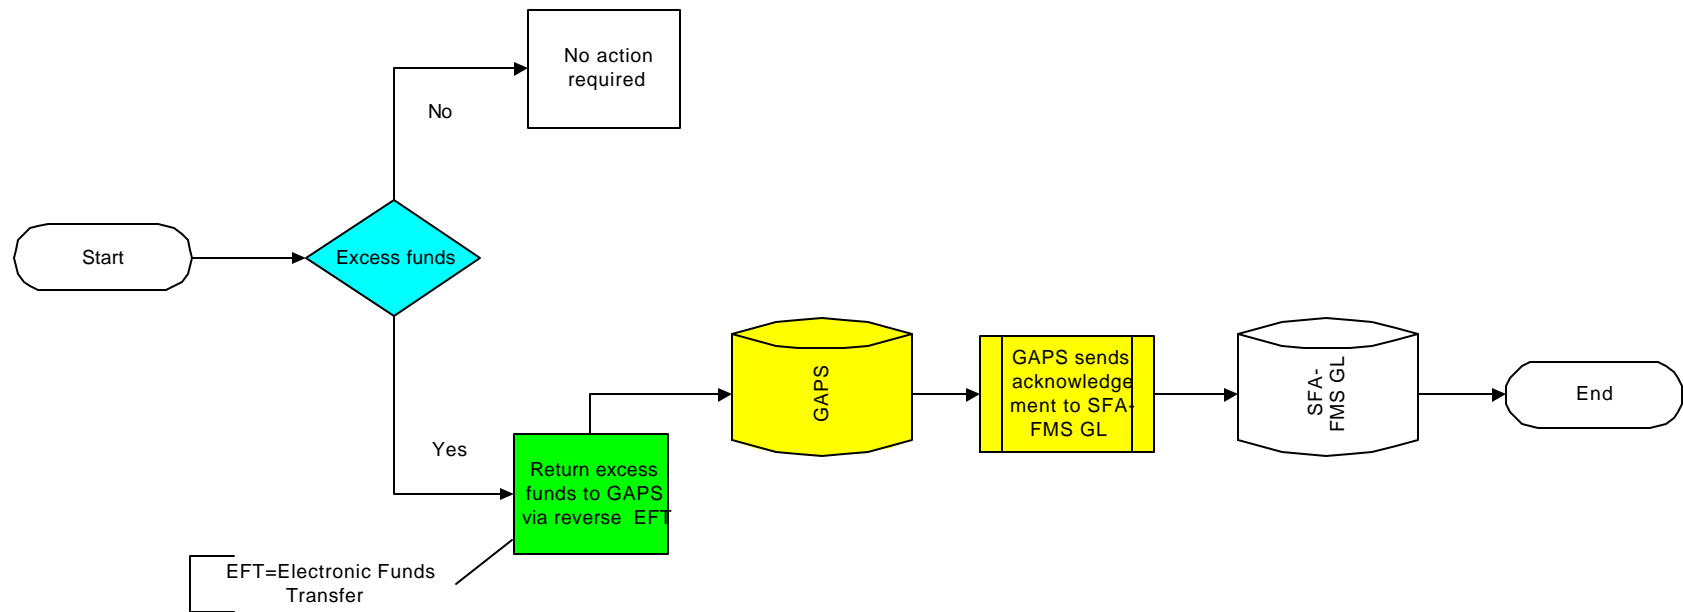 No action
required
No
Start
Excess funds
GAPS
GAPS sends
acknowledge
ment to SFA-
FMS GL
SFA-
FMS GL
End
Yes
Return excess
funds to GAPS
via reverse EFT
EFT=Electronic Funds
Transfer